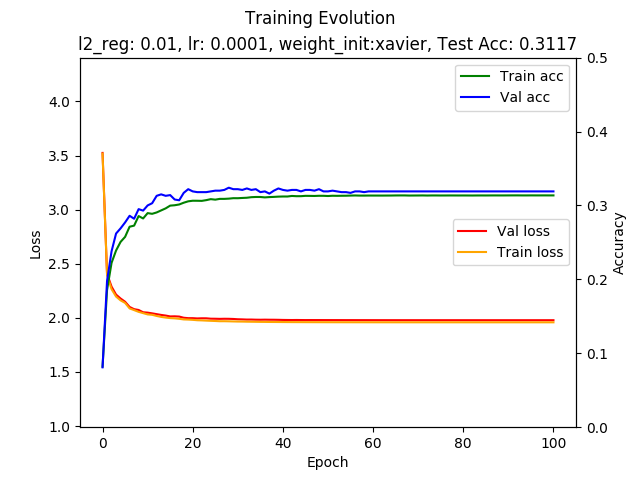 Training Evolution
l2_reg: 0.01, lr: 0.0001, weight_init:xavier, Test Acc: 0.3117
Train acc
Val acc
Val loss
Train loss
Loss
4.0
3.5
3.0
2.5
2.0
1.5
1.0
Accuracy
0.5
0.4
0.3
0.2
0.1
0.0
0 20 40 60 80 100
Epoch